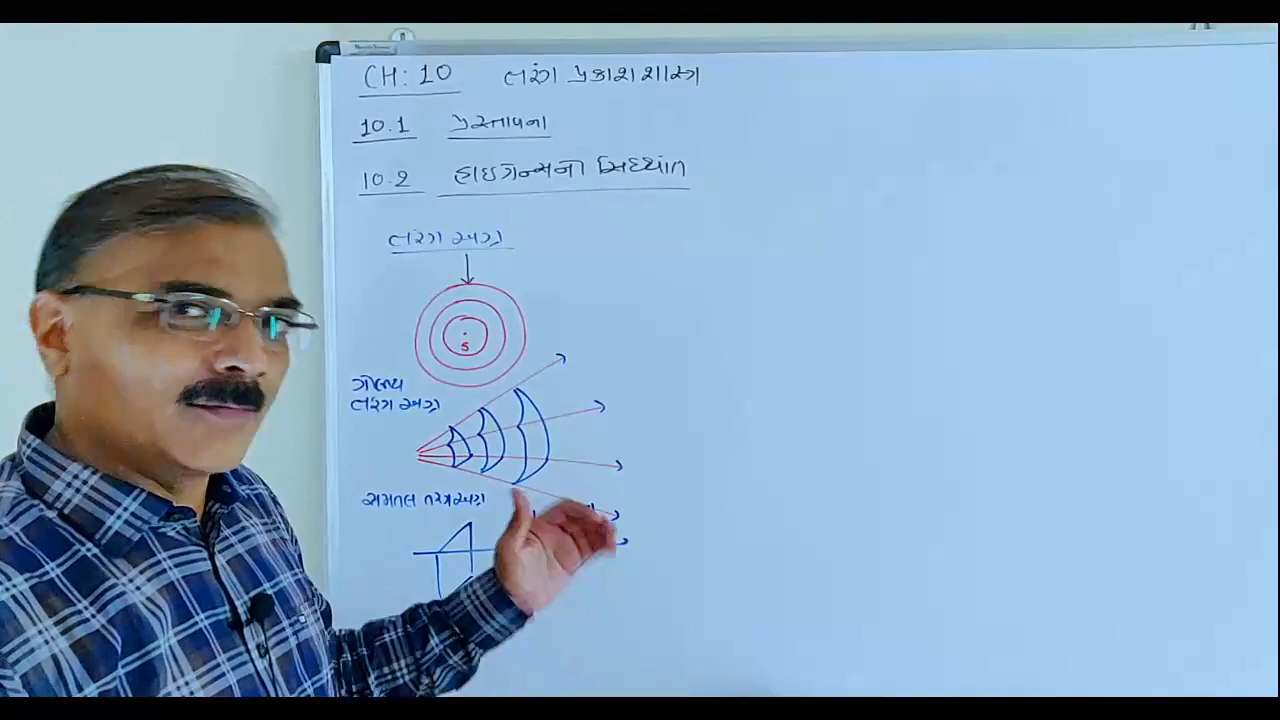 CH: 10 તરંગ પ્રકાશશાસ્ત્ર
10.1 પ્રસ્તાવના
10.2 હાઇગેન્સનો સિધ્ધાંત
તરંગ અગ્ર
S
ગોલીય
તરંગ અગ્ર
સમતલ તરંગઅગ્ર